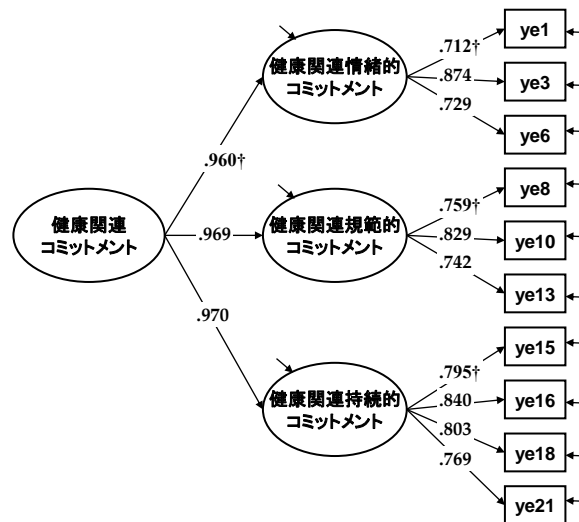 健康関連情緒的
コミットメント
.712†
.874
.729
ye1
ye3
ye6
.960†
健康関連
コミットメント
.969
健康関連規範的
コミットメント
.759†
.829
.742
ye8
ye10
ye13
.970
健康関連持続的
コミットメント
.795†
.840
.803
.769
ye15
ye16
ye18
ye21